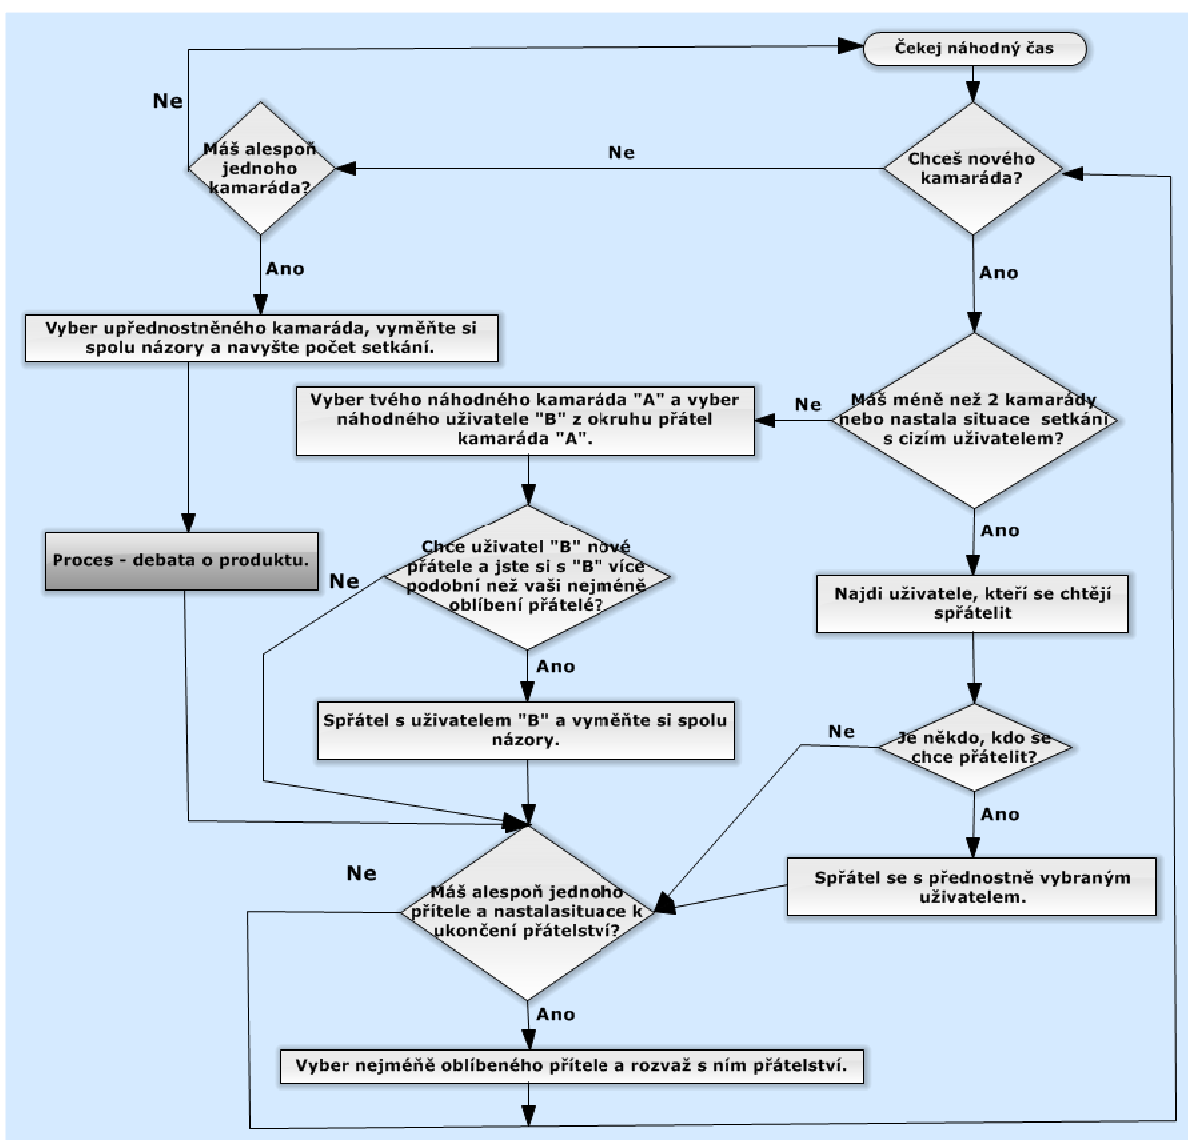 Čekej náhodný čas
Ne
Máš alespoň
jednoho
kamaráda?
Ne
Chceš nového
kamaráda?
Ano
Ano
Vyber upřednostněného kamaráda, vyměňte si
spolu názory a navyšte počet setkání.
Vyber tvého náhodného kamaráda "A" a vyber
náhodného uživatele "B" z okruhu přátel
kamaráda "A".
Ne
Máš méně než 2 kamarády
nebo nastala situace setkání
s cizím uživatelem?
Ano
Proces - debata o produktu.
Ne
Chce uživatel "B" nové
přátele a jste si s "B" více
podobní než vaši nejméně
oblíbení přátelé?
Najdi uživatele, kteří se chtějí
spřátelit
Ano
Spřátel s uživatelem "B" a vyměňte si spolu
názory.
Ne
Je někdo, kdo se
chce přátelit?
Ano
Ne
Máš alespoň jednoho
přítele a nastalasituace k
ukončení přátelství?
Spřátel se s přednostně vybraným
uživatelem.
Ano
Vyber nejméňě oblíbeného přítele a rozvaž s ním přátelství.